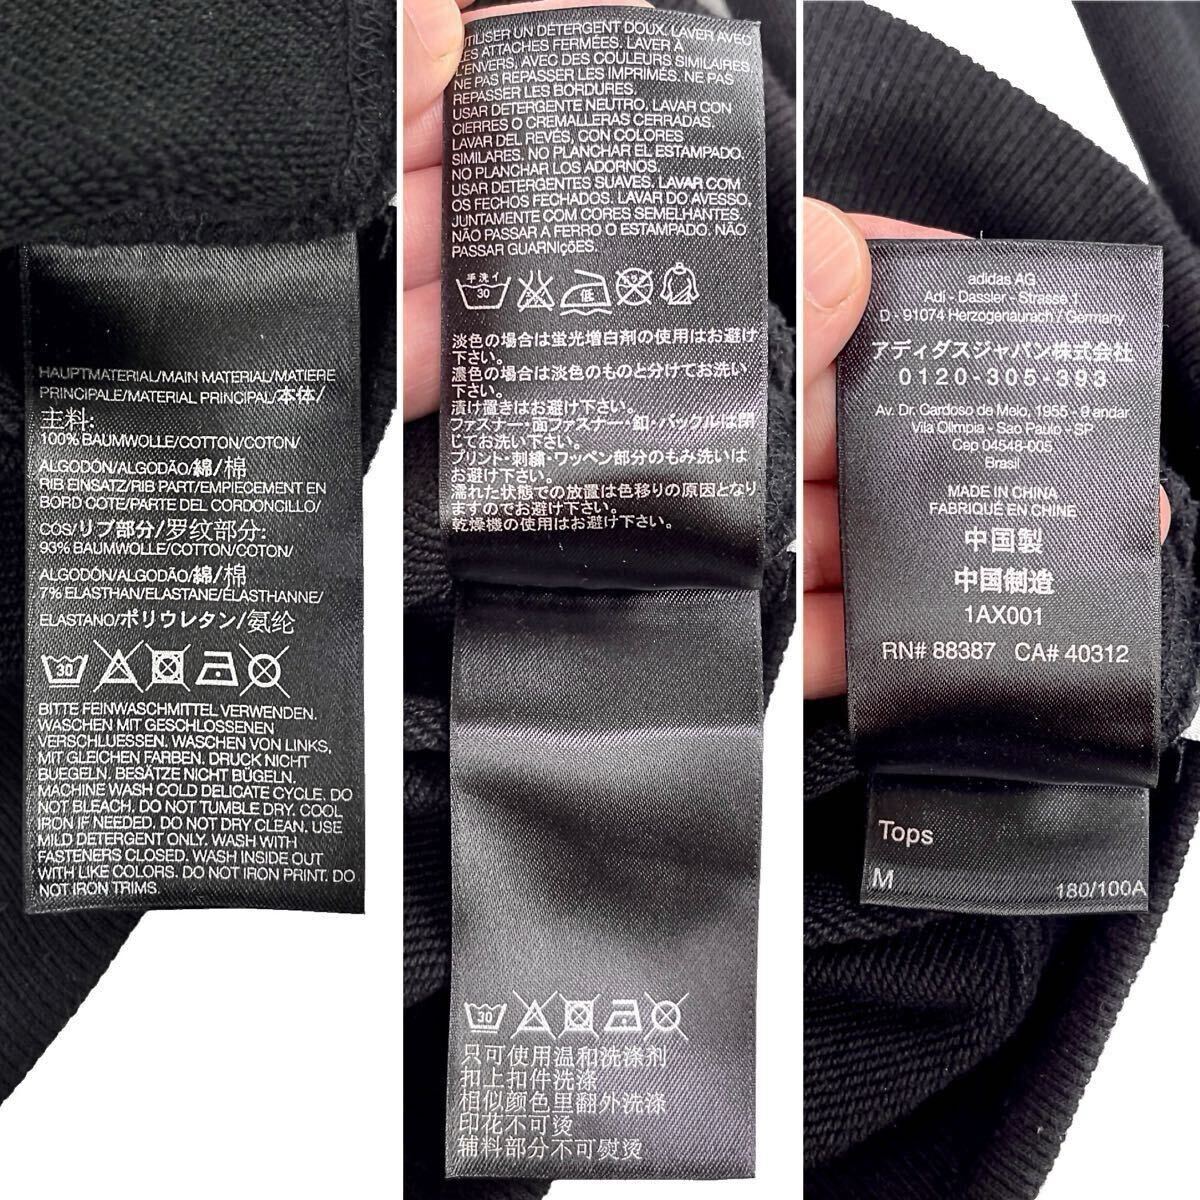 HAUPTMATERIAL/MAIN MATERIAL/MATIERE
PRINCIPALE/MATERIAL PRINCIPAL/本体/
主料:
100% BAUMWOLLE/COTTON/COTON/
ALGODÓN/ALGODÃO/綿/棉
RIB EINSATZ/RIB PART/EMPIECEMENT EN
BORD COTE/PARTE DEL CORDONCILLO/
COS/リブ部分/罗纹部分:
93% BAUMWOLLE/COTTON/COTON/
ALGODÓN/ALGODÃO/綿/棉
7% ELASTHAN/ELASTANE/ÉLASTHANNE/
ELASTANO/ポリウレタン/氨纶
30
BITTE FEINWASCHMITTEL VERWENDEN.
WASCHEN MIT GESCHLOSSENEN
VERSCHLUESSEN. WASCHEN VON LINKS,
MIT GLEICHEN FARBEN. DRUCK NICHT
BUEGELN. BESÄTZE NICHT BÜGELN.
MACHINE WASH COLD DELICATE CYCLE. DO
NOT BLEACH. DO NOT TUMBLE DRY. COOL
IRON IF NEEDED. DO NOT DRY CLEAN. USE
MILD DETERGENT ONLY. WASH WITH
FASTENERS CLOSED. WASH INSIDE OUT
WITH LIKE COLORS. DO NOT IRON PRINT. DO
NOT IRON TRIMS.
UTILISER UN DÉTERGENT DOUX. LAVER AVEC
LES ATTACHES FERMÉES. LAVER A
L'ENVERS, AVEC DES COULEURS SIMILAIRES.
NE PAS REPASSER LES IMPRIMÉS. NE PAS
REPASSER LES BORDURES.
USAR DETERGENTE NEUTRO. LAVAR CON
CIERRES O CREMALLERAS CERRADAS.
LAVAR DEL REVÉS, CON COLORES
SIMILARES. NO PLANCHAR EL ESTAMPADO.
NO PLANCHAR LOS ADORNOS.
USAR DETERGENTES SUAVES. LAVAR COM
OS FECHOS FECHADOS. LAVAR DO AVESSO,
JUNTAMENTE COM CORES SEMELHANTES.
NÃO PASSAR A FERRO O ESTAMPADO. NÃO
PASSAR GUARNIÇÕES.
手洗イ
30 低 ドライ
淡色の場合は蛍光増白剤の使用はお避け
下さい。
濃色の場合は淡色のものと分けてお洗い
下さい。
漬け置きはお避け下さい。
ファスナー・面ファスナー・釦・バックルは閉
じてお洗い下さい。
プリント・刺繍・ワッペン部分のもみ洗いは
お避け下さい。
濡れた状態での放置は色移りの原因となり
ますのでお避け下さい。
乾燥機の使用はお避け下さい。
30
只可使用温和洗涤剂
扣上扣件洗涤
相似颜色里翻外洗涤
印花不可烫
辅料部分不可熨烫
adidas AG
Adi - Dassler - Strasse 1
D - 91074 Herzogenaurach / Germany
アディダスジャパン株式会社
0120-305-393
Av. Dr. Cardoso de Melo, 1955 - 9 andar
Vila Olimpia - Sao Paulo - SP
Cep 04548-005
Brasil
MADE IN CHINA
FABRIQUÉ EN CHINE
中国製
中国制造
1AX001
RN# 88387 CA# 40312
Tops
M 180/100A